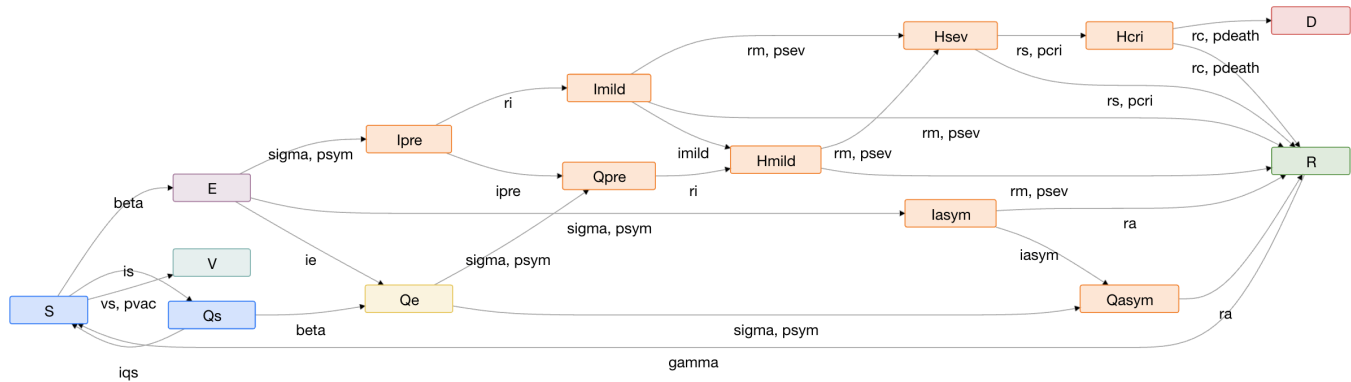 D
Hsev
Hcri
rc, pdeath
rm, psev
rs, pcri
rc, pdeath
Imild
ri
rs, pcri
Ipre
rm, psev
sigma, psym
imild
Hmild
rm, psev
R
Qpre
ipre
ri
rm, psev
E
beta
Iasym
sigma, psym
ra
V
is
ie
sigma, psym
iasym
S
vs, pvac
Qs
Qe
Qasym
beta
sigma, psym
ra
gamma
iqs